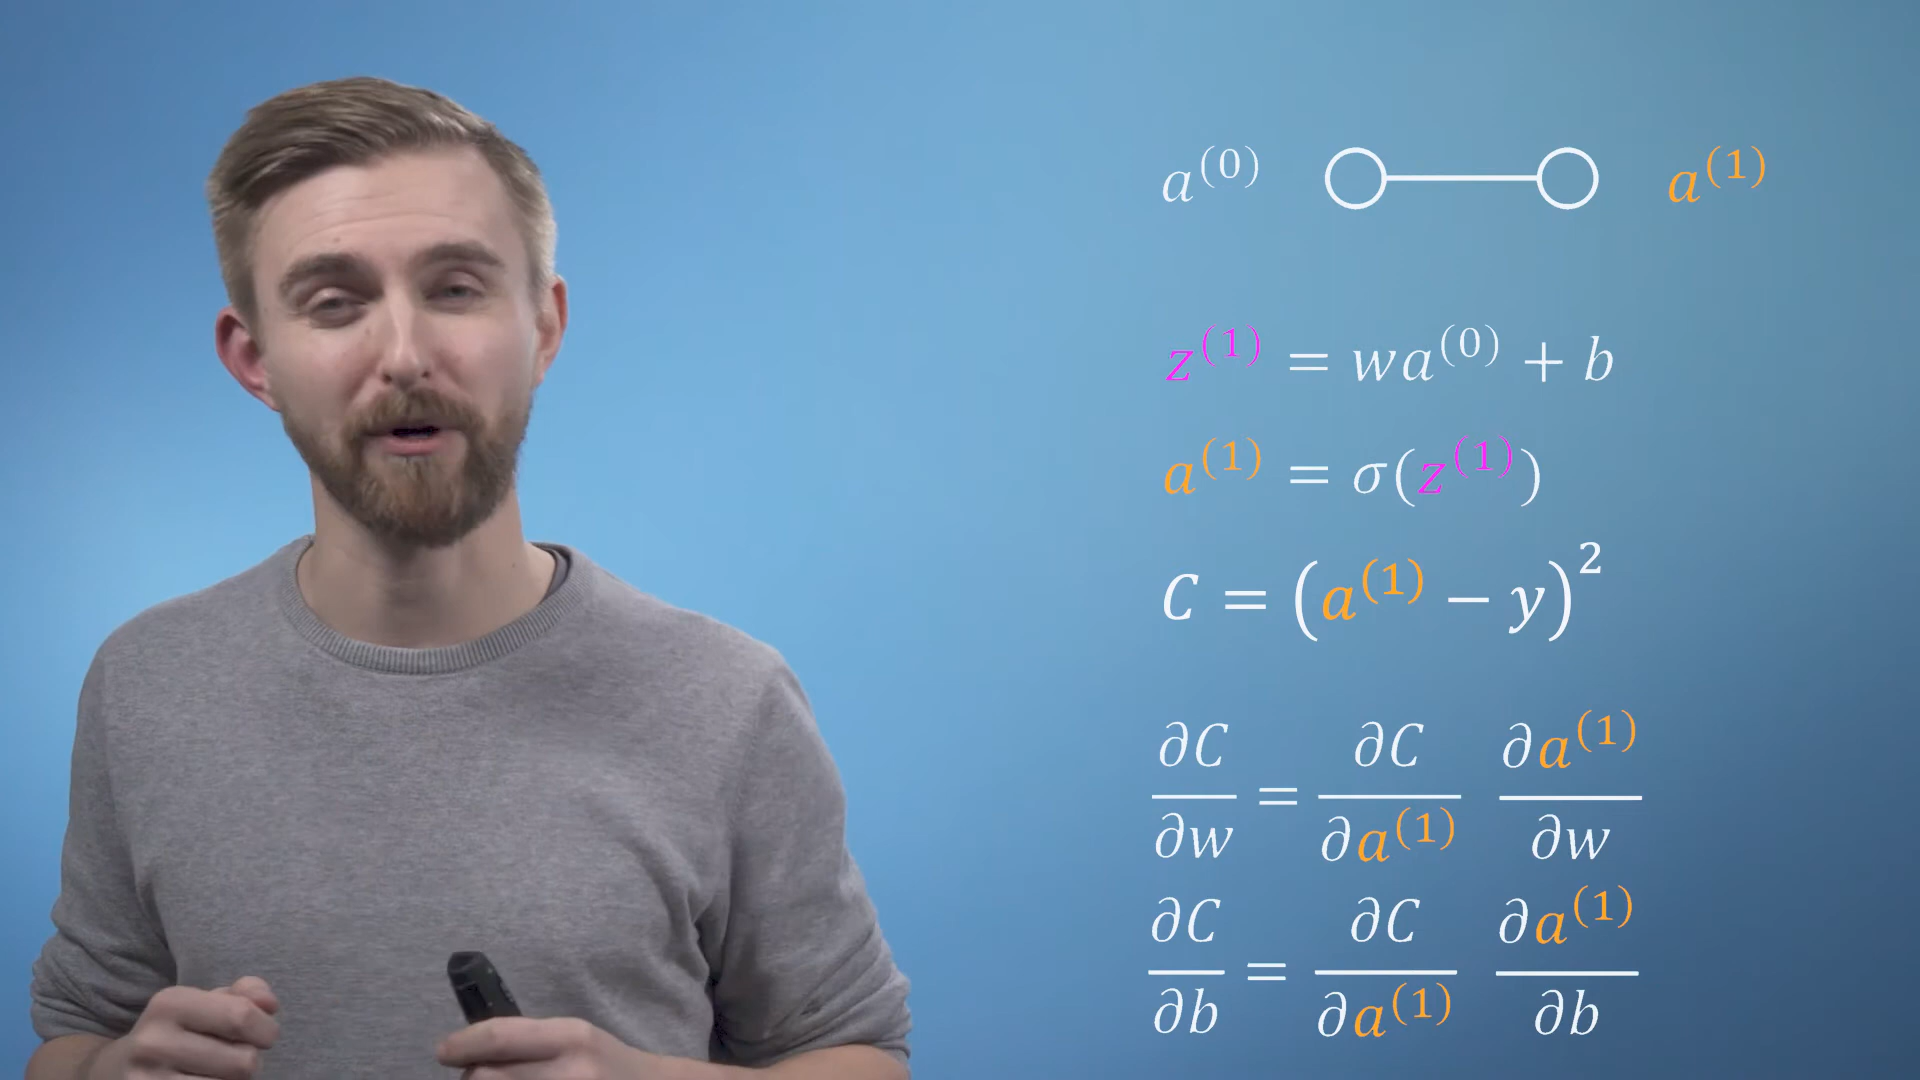 a⁽⁰⁾ a⁽¹⁾
z⁽¹⁾ = wa⁽⁰⁾ + b
a⁽¹⁾ = σ(z⁽¹⁾)
C = (a⁽¹⁾ − y)²
∂C/∂w = ∂C/∂a⁽¹⁾ ∂a⁽¹⁾/∂w
∂C/∂b = ∂C/∂a⁽¹⁾ ∂a⁽¹⁾/∂b